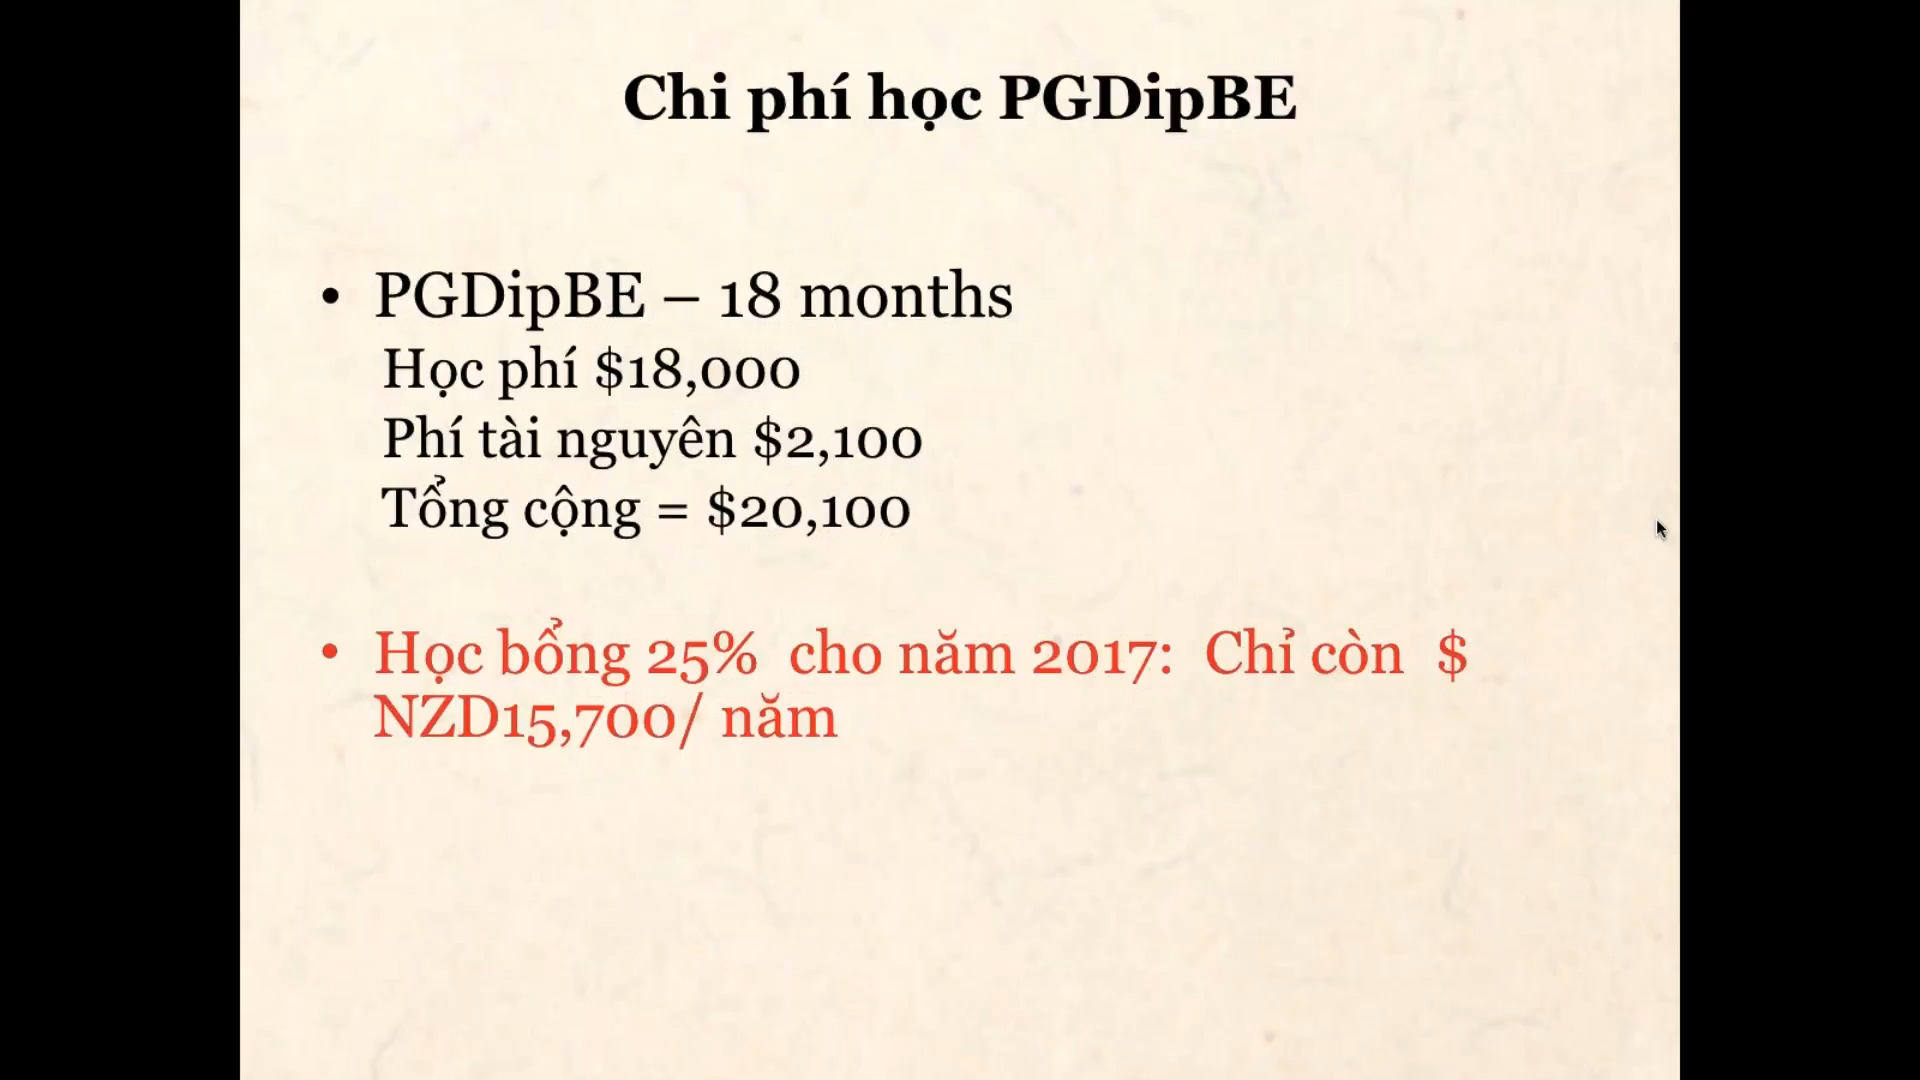 Chi phí học PGDipBE
• PGDipBE – 18 months
Học phí $18,000
Phí tài nguyên $2,100
Tổng cộng = $20,100
• Học bổng 25% cho năm 2017: Chỉ còn $
NZD15,700/ năm